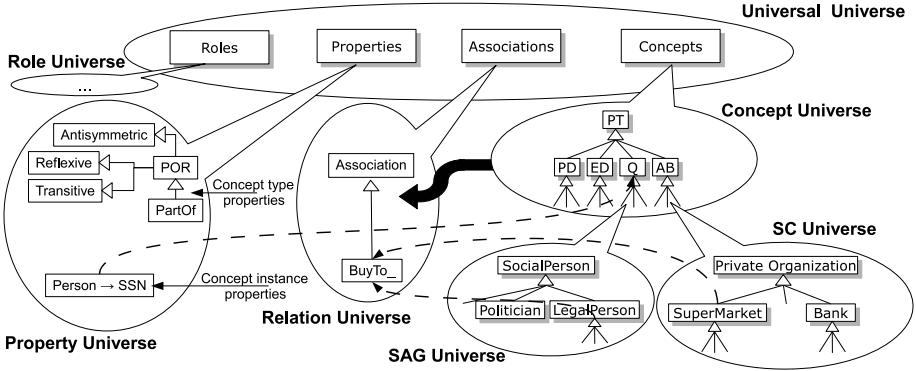 Universal Universe
Roles
Properties
Associations
Concepts
Role Universe
...
Concept Universe
PT
Antisymmetric
Reflexive
POR
Association
PD
ED
Q
AB
Transitive
Concept type
properties
PartOf
SC Universe
SocialPerson
Private Organization
BuyTo_
Person → SSN
Concept instance
properties
Politician
LegalPerson
SuperMarket
Bank
Relation Universe
Property Universe
SAG Universe